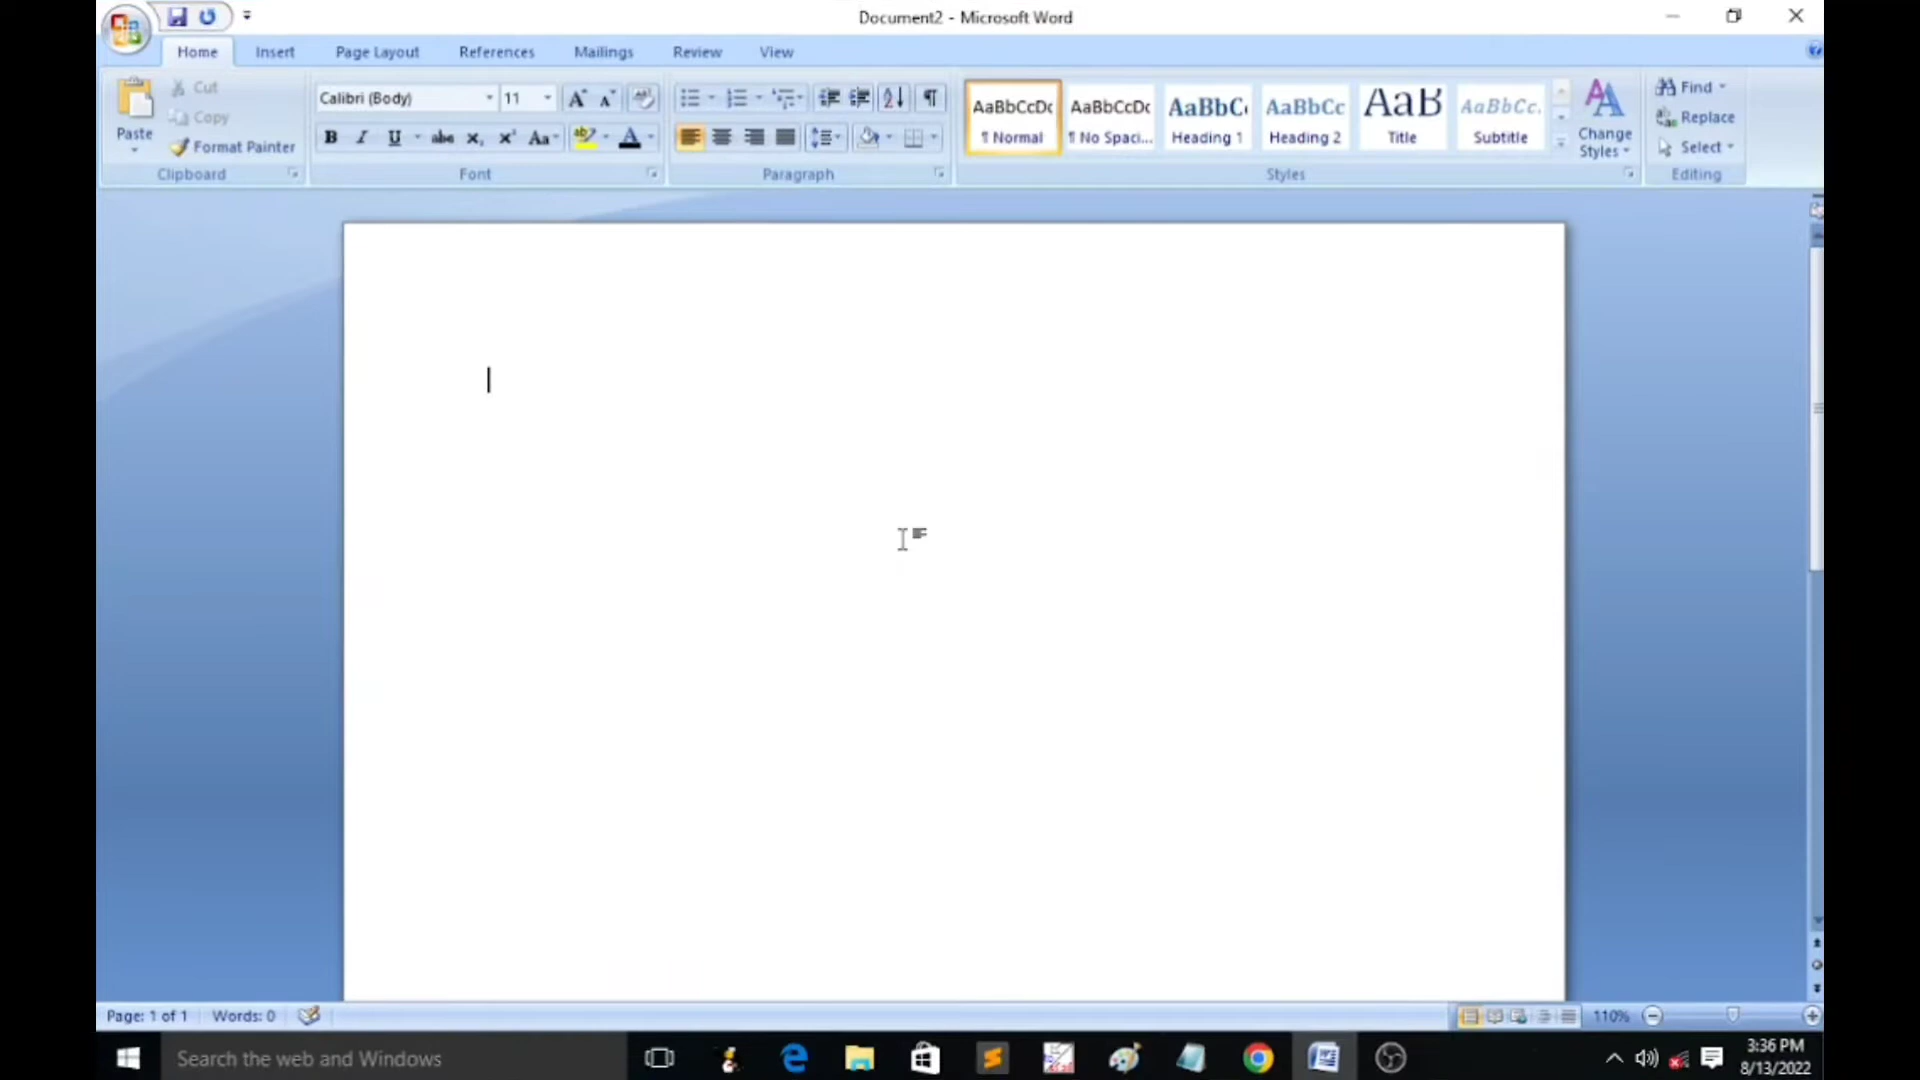 Document2 - Microsoft Word
Home Insert Page Layout References Mailings Review View
Paste
Cut
Copy
Format Painter
Clipboard
Calibri (Body) 11
Font
Paragraph
AaBbCcDc AaBbCcDc AaBbC AaBbCc AaB AaBbCc.
¶ Normal ¶ No Spaci... Heading 1 Heading 2 Title Subtitle
Styles
Change
Styles
Find
Replace
Select
Editing
Page: 1 of 1 Words: 0 110%
Search the web and Windows
3:36 PM
8/13/2022